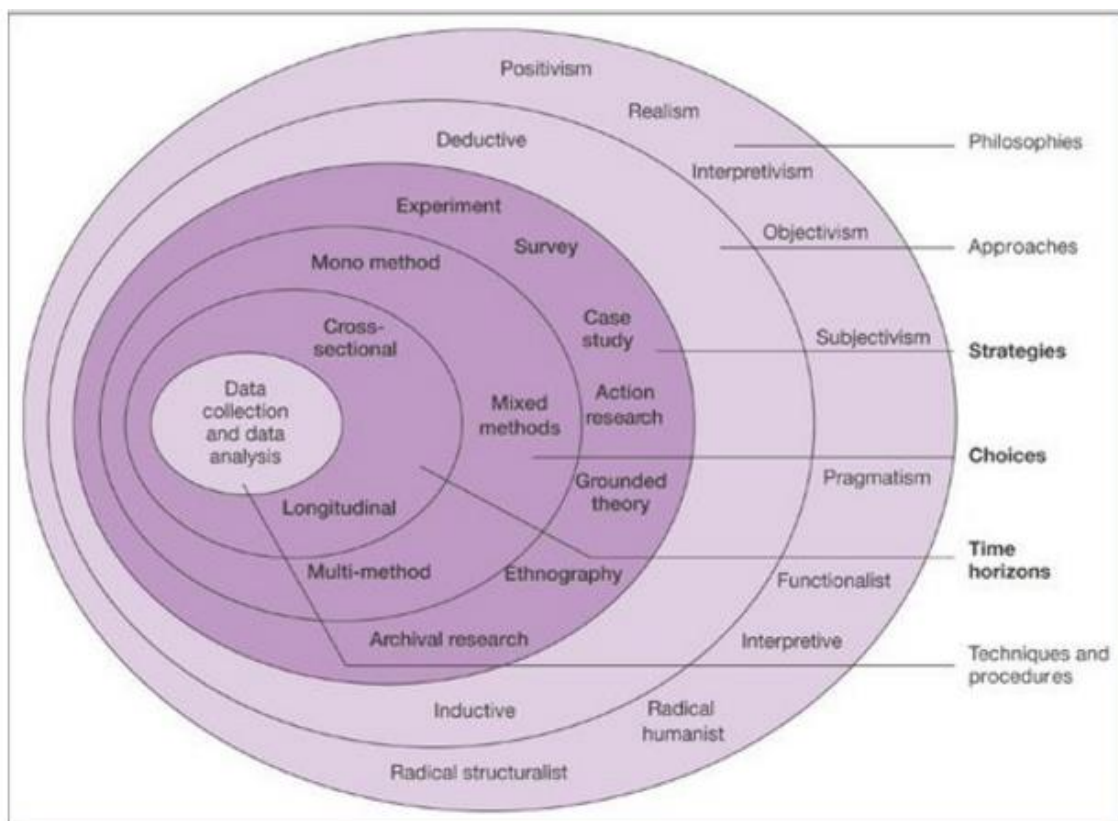 Positivism
Realism
Philosophies
Deductive
Interpretivism
Experiment
Objectivism
Approaches
Survey
Mono method
Cross-
sectional
Case
study
Subjectivism
Strategies
Data
collection
and data
analysis
Mixed
methods
Action
research
Choices
Grounded
theory
Pragmatism
Longitudinal
Time
horizons
Multi-method
Ethnography
Functionalist
Archival research
Interpretive
Techniques and
procedures
Inductive
Radical
humanist
Radical structuralist